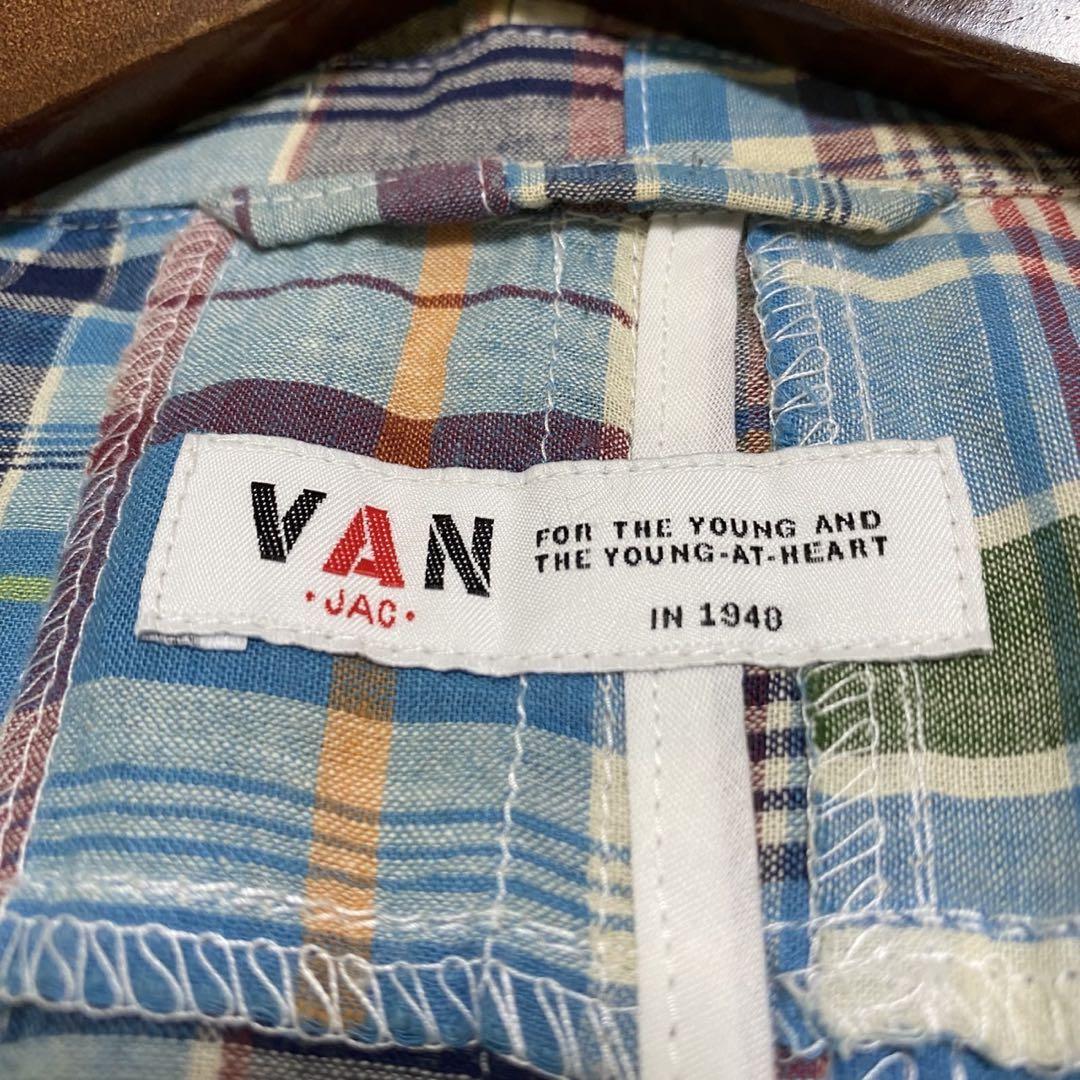 VAN
·JAC·
FOR THE YOUNG AND
THE YOUNG-AT-HEART
IN 1948